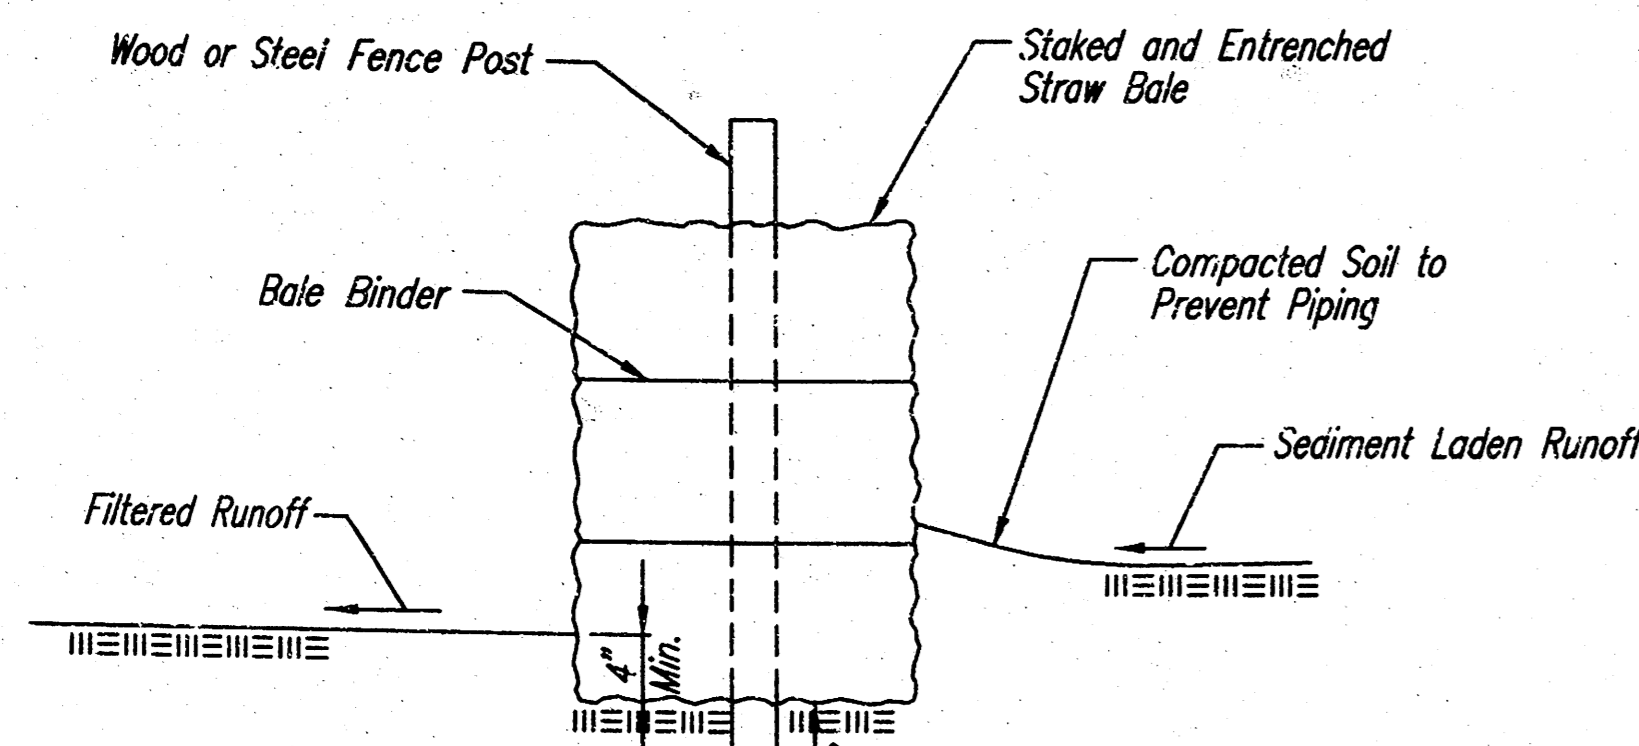 Wood or Steel Fence Post
Staked and Entrenched
Straw Bale
Compacted Soil to
Prevent Piping
Bale Binder
Sediment Laden Runoff
Filtered Runoff
4"
Min.